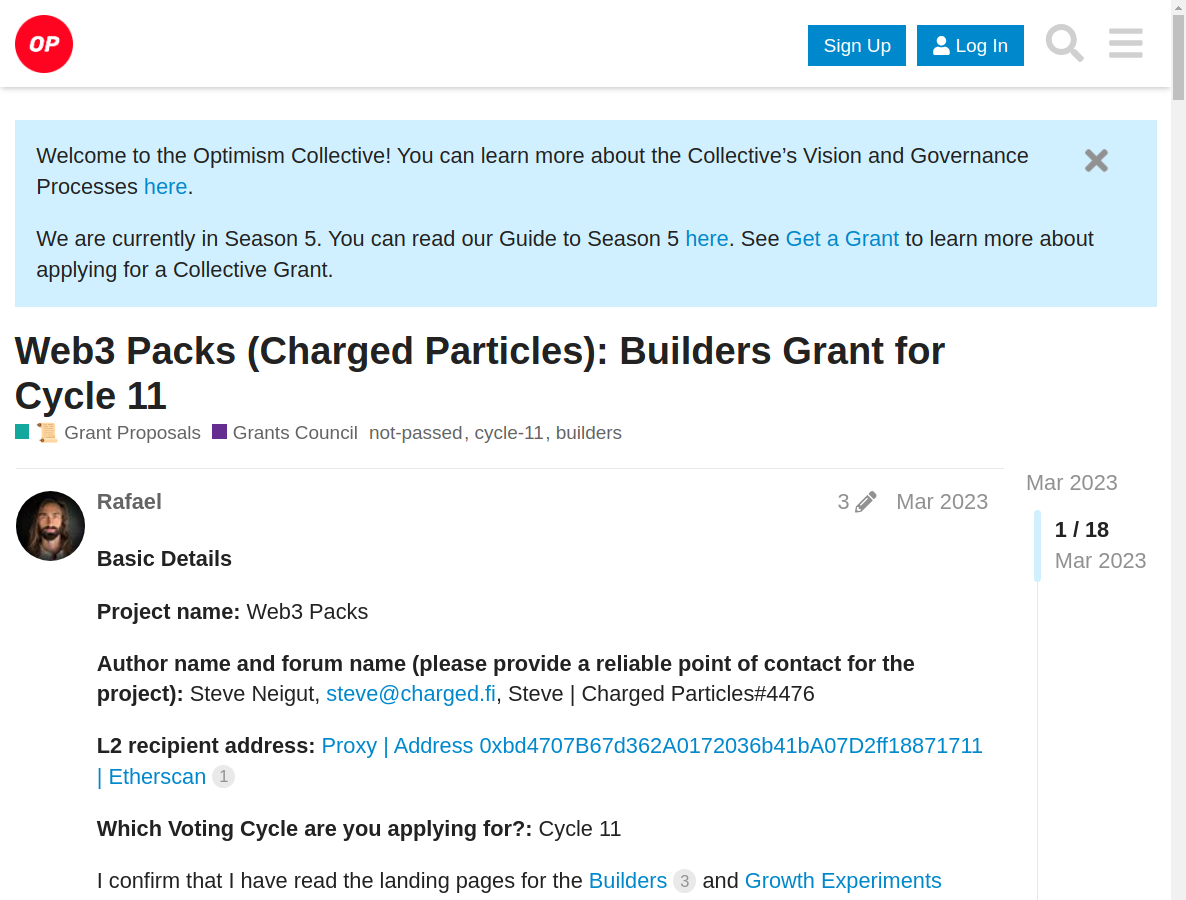 OP
Sign Up
Log In
Welcome to the Optimism Collective! You can learn more about the Collective’s Vision and Governance
Processes here.
We are currently in Season 5. You can read our Guide to Season 5 here. See Get a Grant to learn more about
applying for a Collective Grant.
Web3 Packs (Charged Particles): Builders Grant for
Cycle 11
📜 Grant Proposals Grants Council not-passed, cycle-11, builders
Rafael
3 Mar 2023
Mar 2023
1 / 18
Mar 2023
Basic Details
Project name: Web3 Packs
Author name and forum name (please provide a reliable point of contact for the
project): Steve Neigut, steve@charged.fi, Steve | Charged Particles#4476
L2 recipient address: Proxy | Address 0xbd4707B67d362A0172036b41bA07D2ff18871711
| Etherscan 1
Which Voting Cycle are you applying for?: Cycle 11
I confirm that I have read the landing pages for the Builders 3 and Growth Experiments